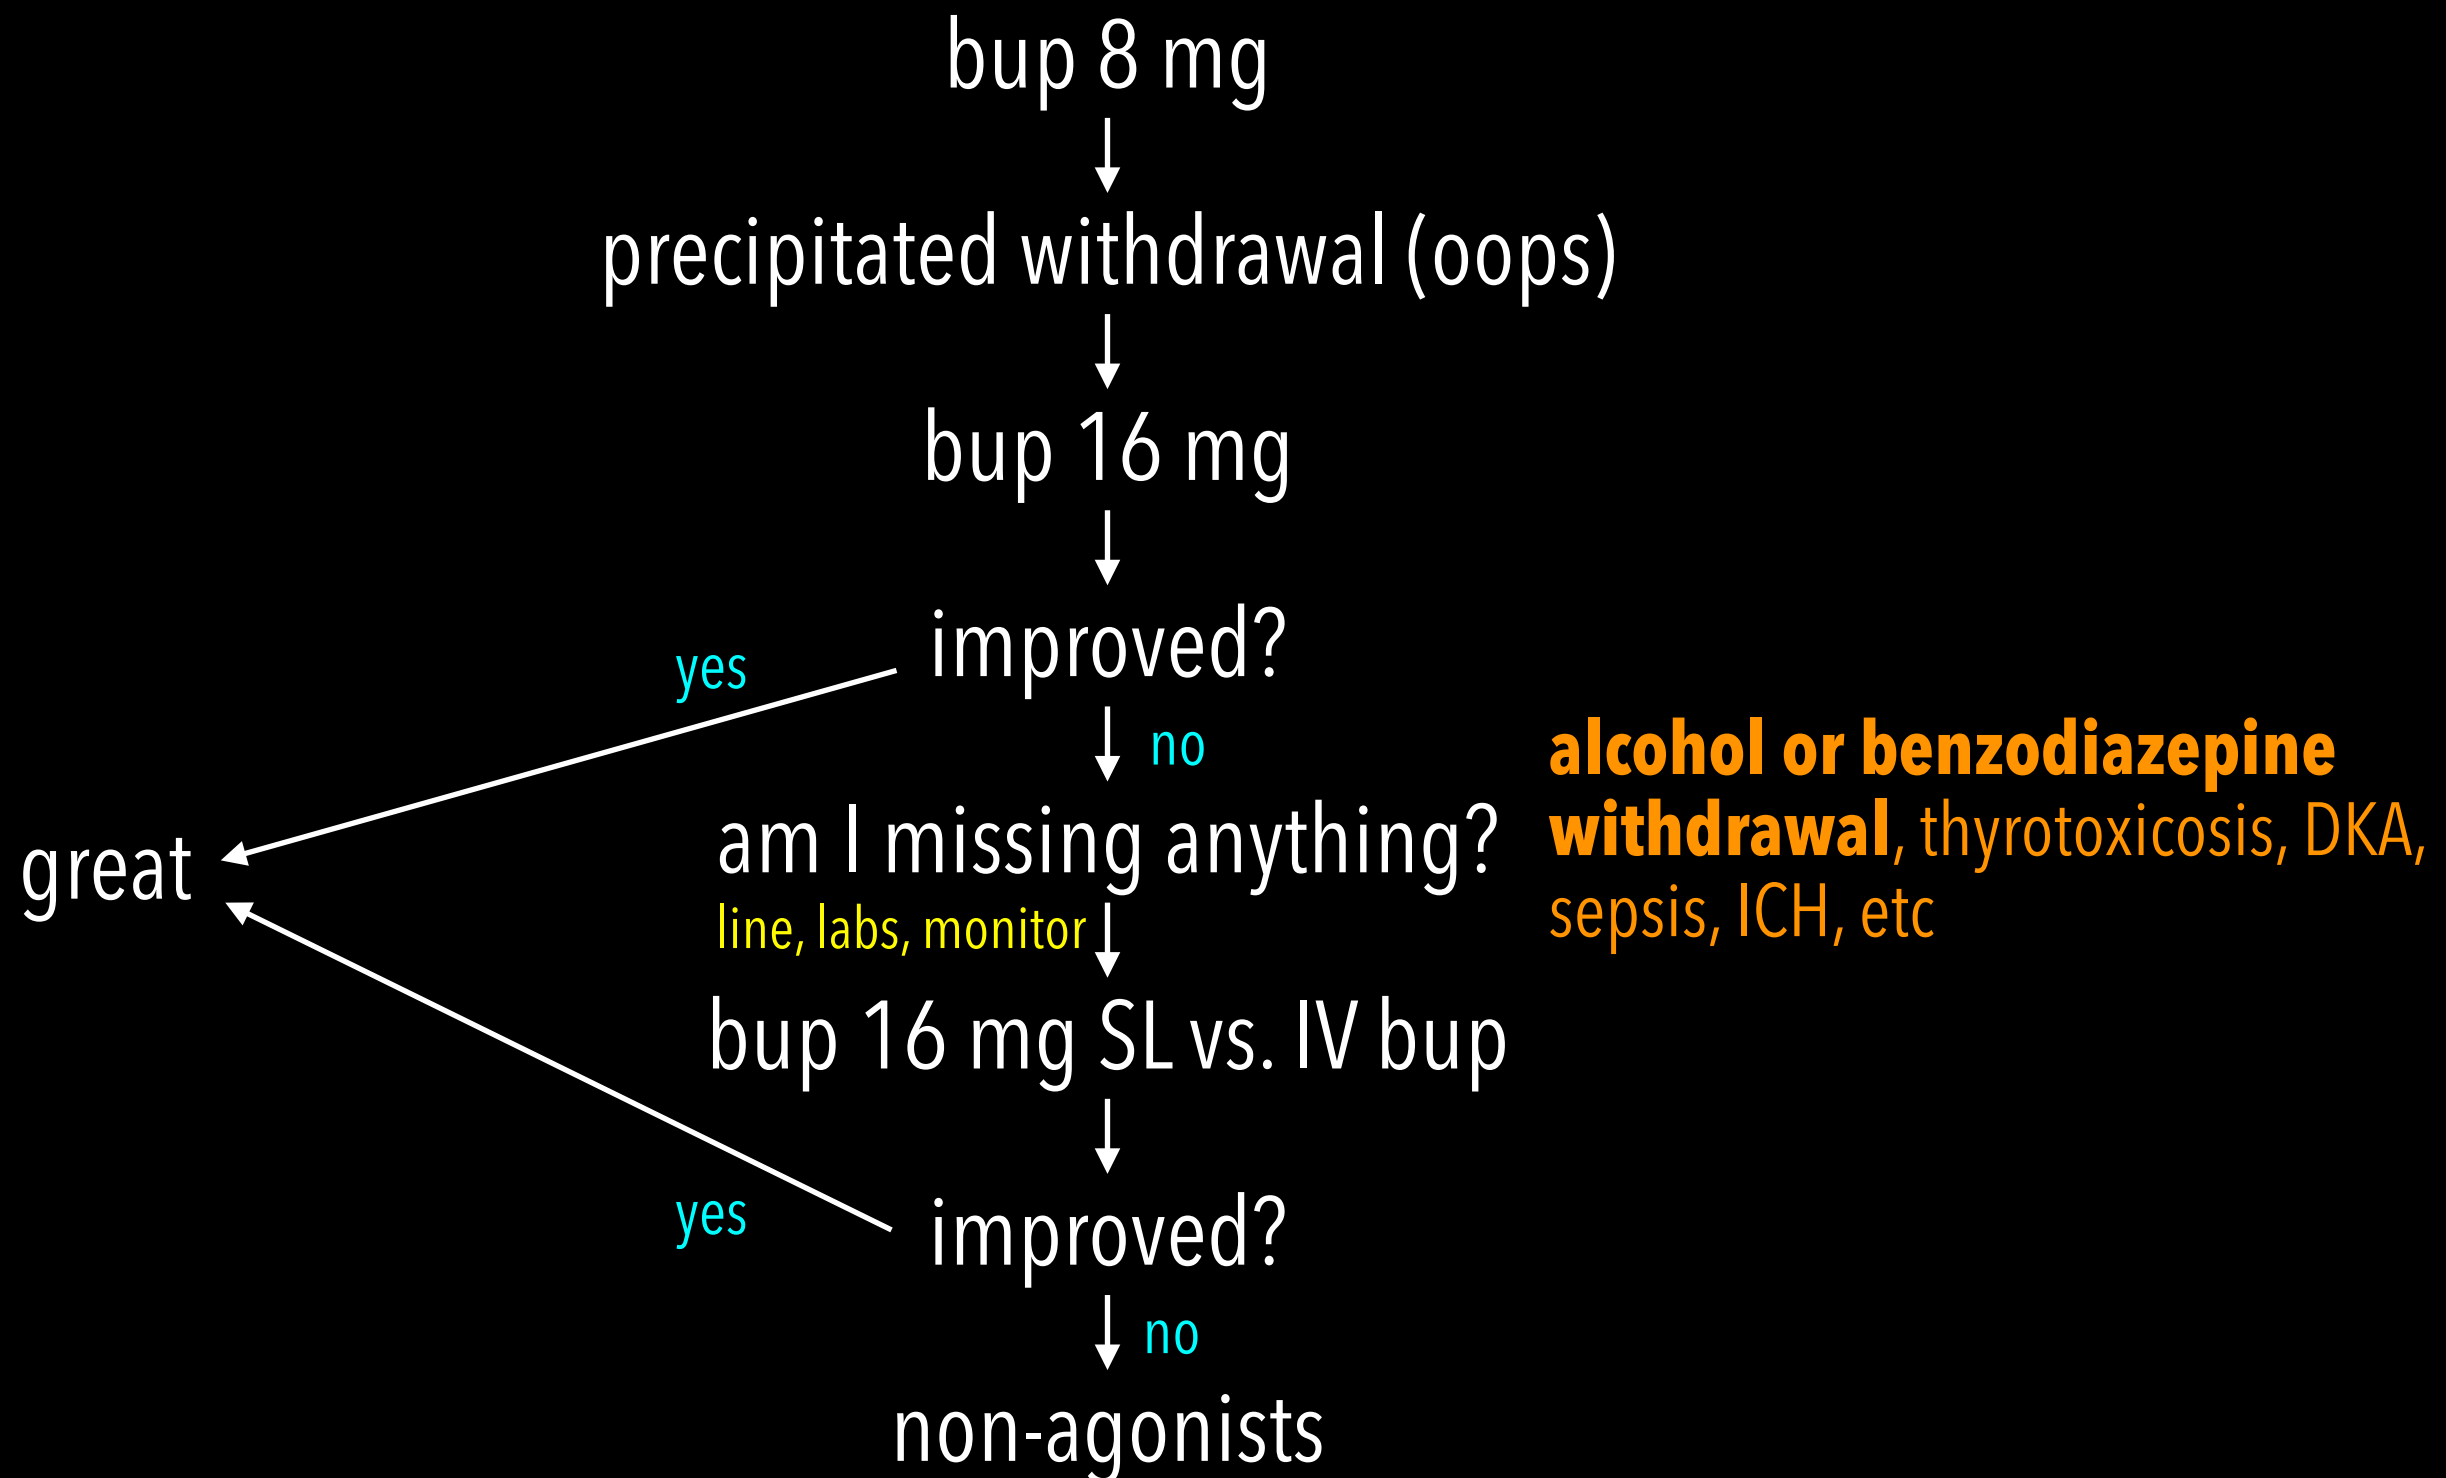 bup 8 mg
precipitated withdrawal (oops)
bup 16 mg
improved?
yes
no
am I missing anything?
alcohol or benzodiazepine
withdrawal, thyrotoxicosis, DKA,
sepsis, ICH, etc
great
line, labs, monitor
bup 16 mg SL vs. IV bup
improved?
yes
no
non-agonists